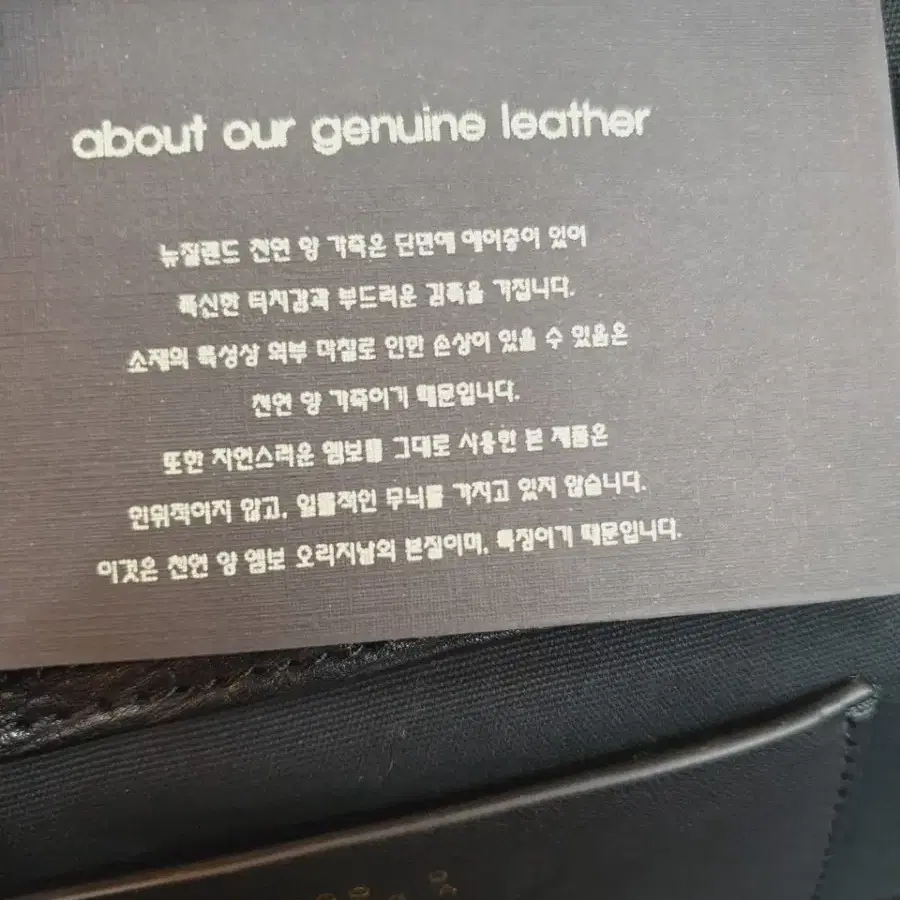 about our genuine leather
뉴질랜드 천연 양 가죽은 단면에 에어층이 있어
폭신한 터치감과 부드러운 감촉을 가집니다.
소재의 특성상 외부 마찰로 인한 손상이 있을 수 있음은
천연 양 가죽이기 때문입니다.
또한 자연스러운 엠보를 그대로 사용한 본 제품은
인위적이지 않고, 일률적인 무늬를 가지고 있지 않습니다.
이것은 천연 양 엠보 오리지날의 본질이며, 특징이기 때문입니다.